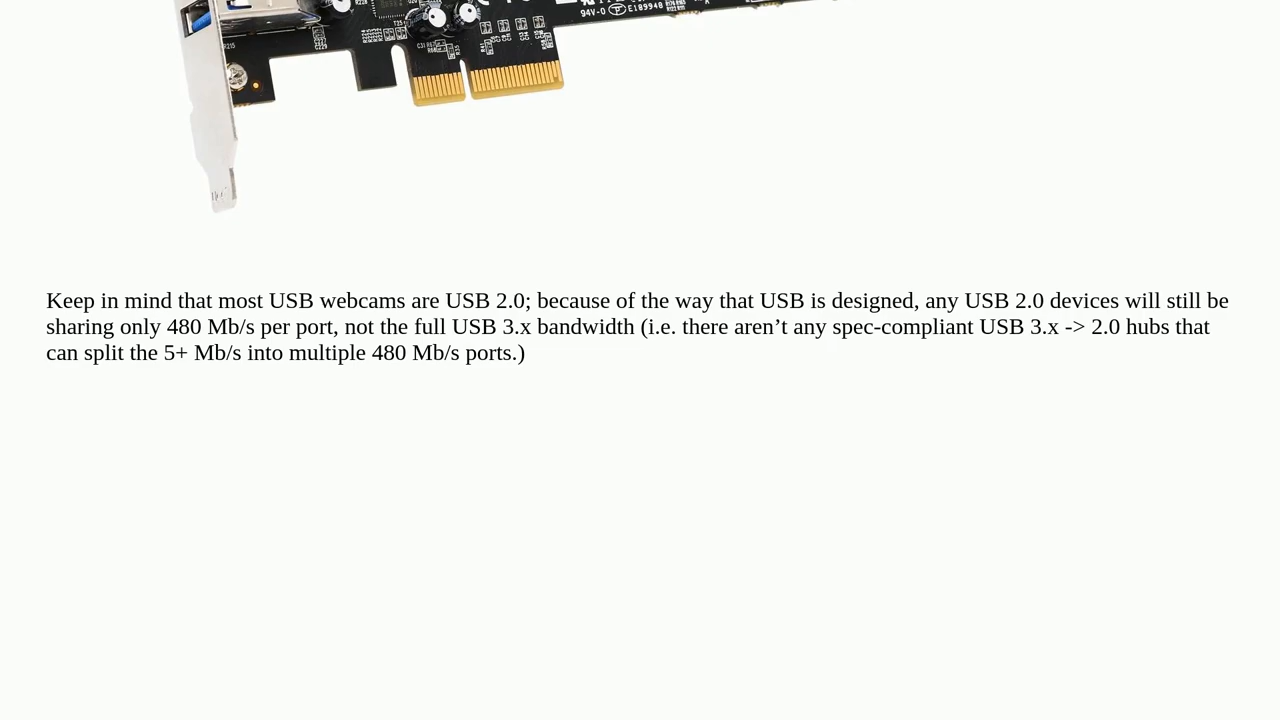 94V-0 E189948
Keep in mind that most USB webcams are USB 2.0; because of the way that USB is designed, any USB 2.0 devices will still be
sharing only 480 Mb/s per port, not the full USB 3.x bandwidth (i.e. there aren’t any spec-compliant USB 3.x -> 2.0 hubs that
can split the 5+ Mb/s into multiple 480 Mb/s ports.)